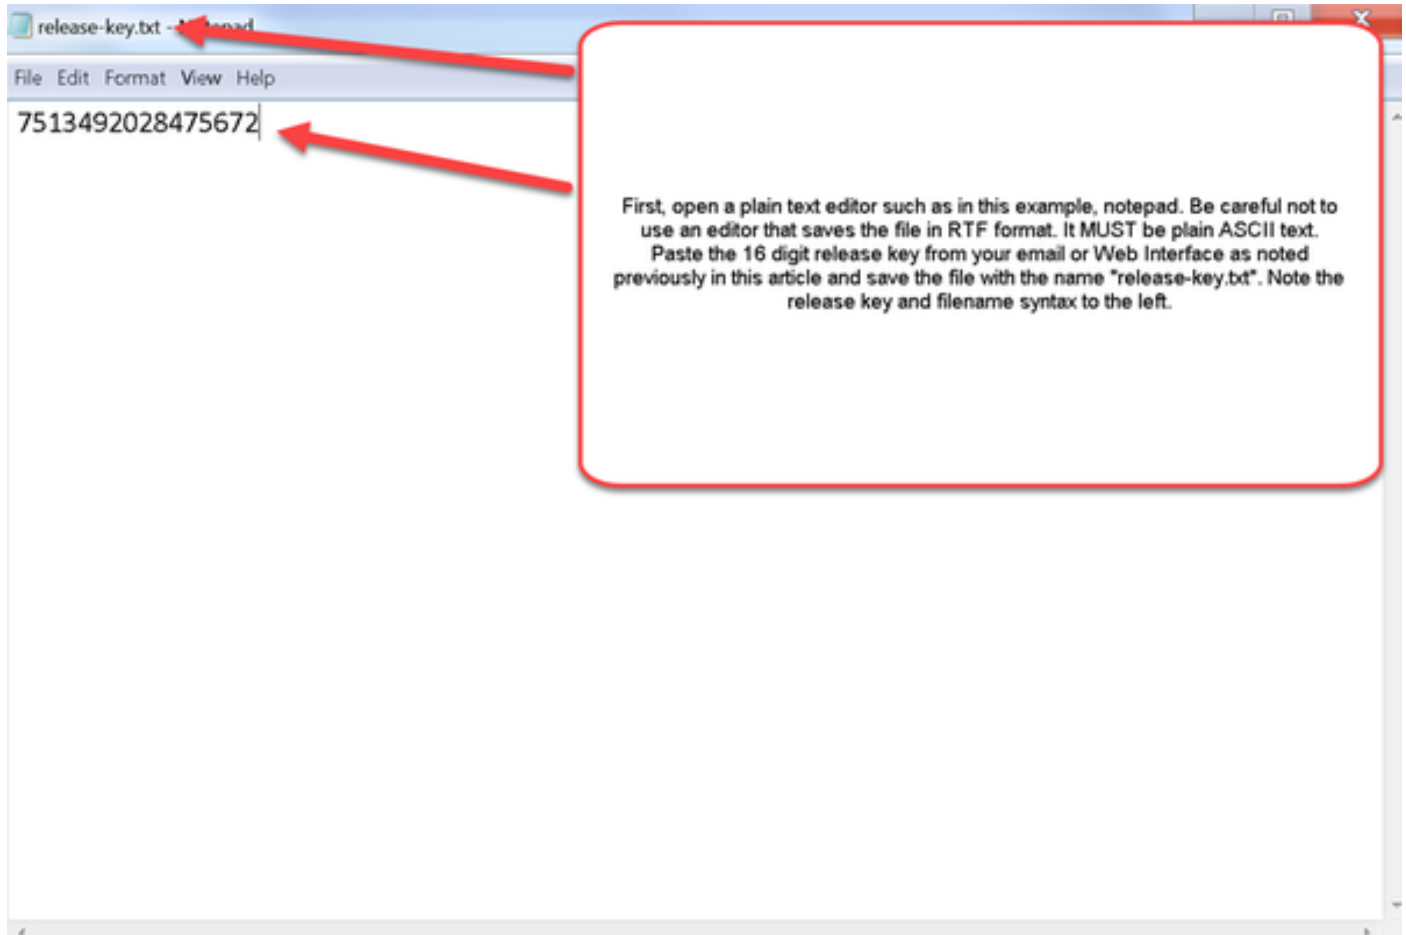 release-key.txt - Notepad
File Edit Format View Help
7513492028475672
First, open a plain text editor such as in this example, notepad. Be careful not to
use an editor that saves the file in RTF format. It MUST be plain ASCII text.
Paste the 16 digit release key from your email or Web Interface as noted
previously in this article and save the file with the name "release-key.txt". Note the
release key and filename syntax to the left.